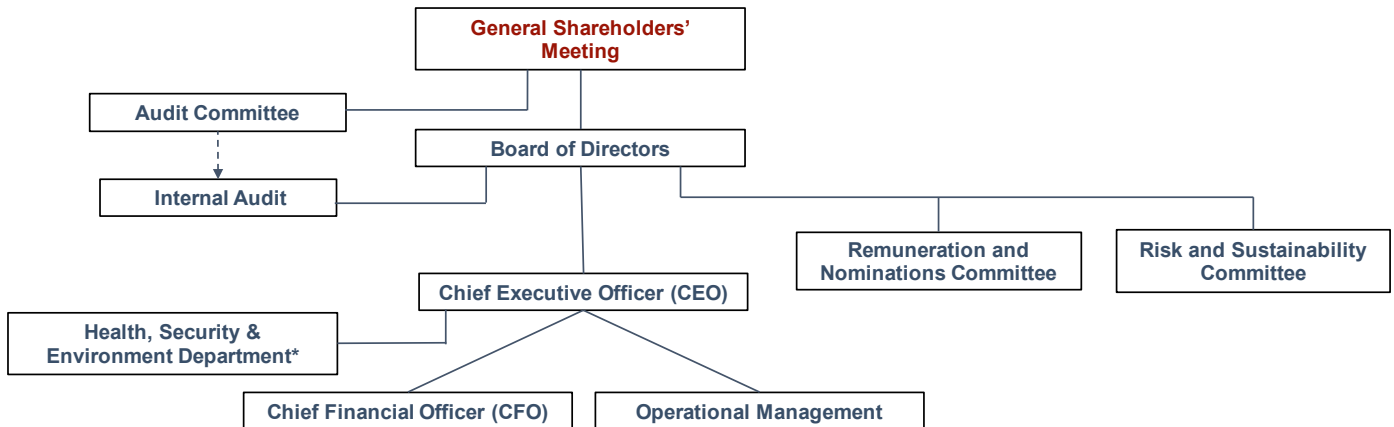 General Shareholders’
Meeting
Audit Committee
Board of Directors
Internal Audit
Remuneration and
Nominations Committee
Risk and Sustainability
Committee
Chief Executive Officer (CEO)
Health, Security &
Environment Department*
Chief Financial Officer (CFO)
Operational Management